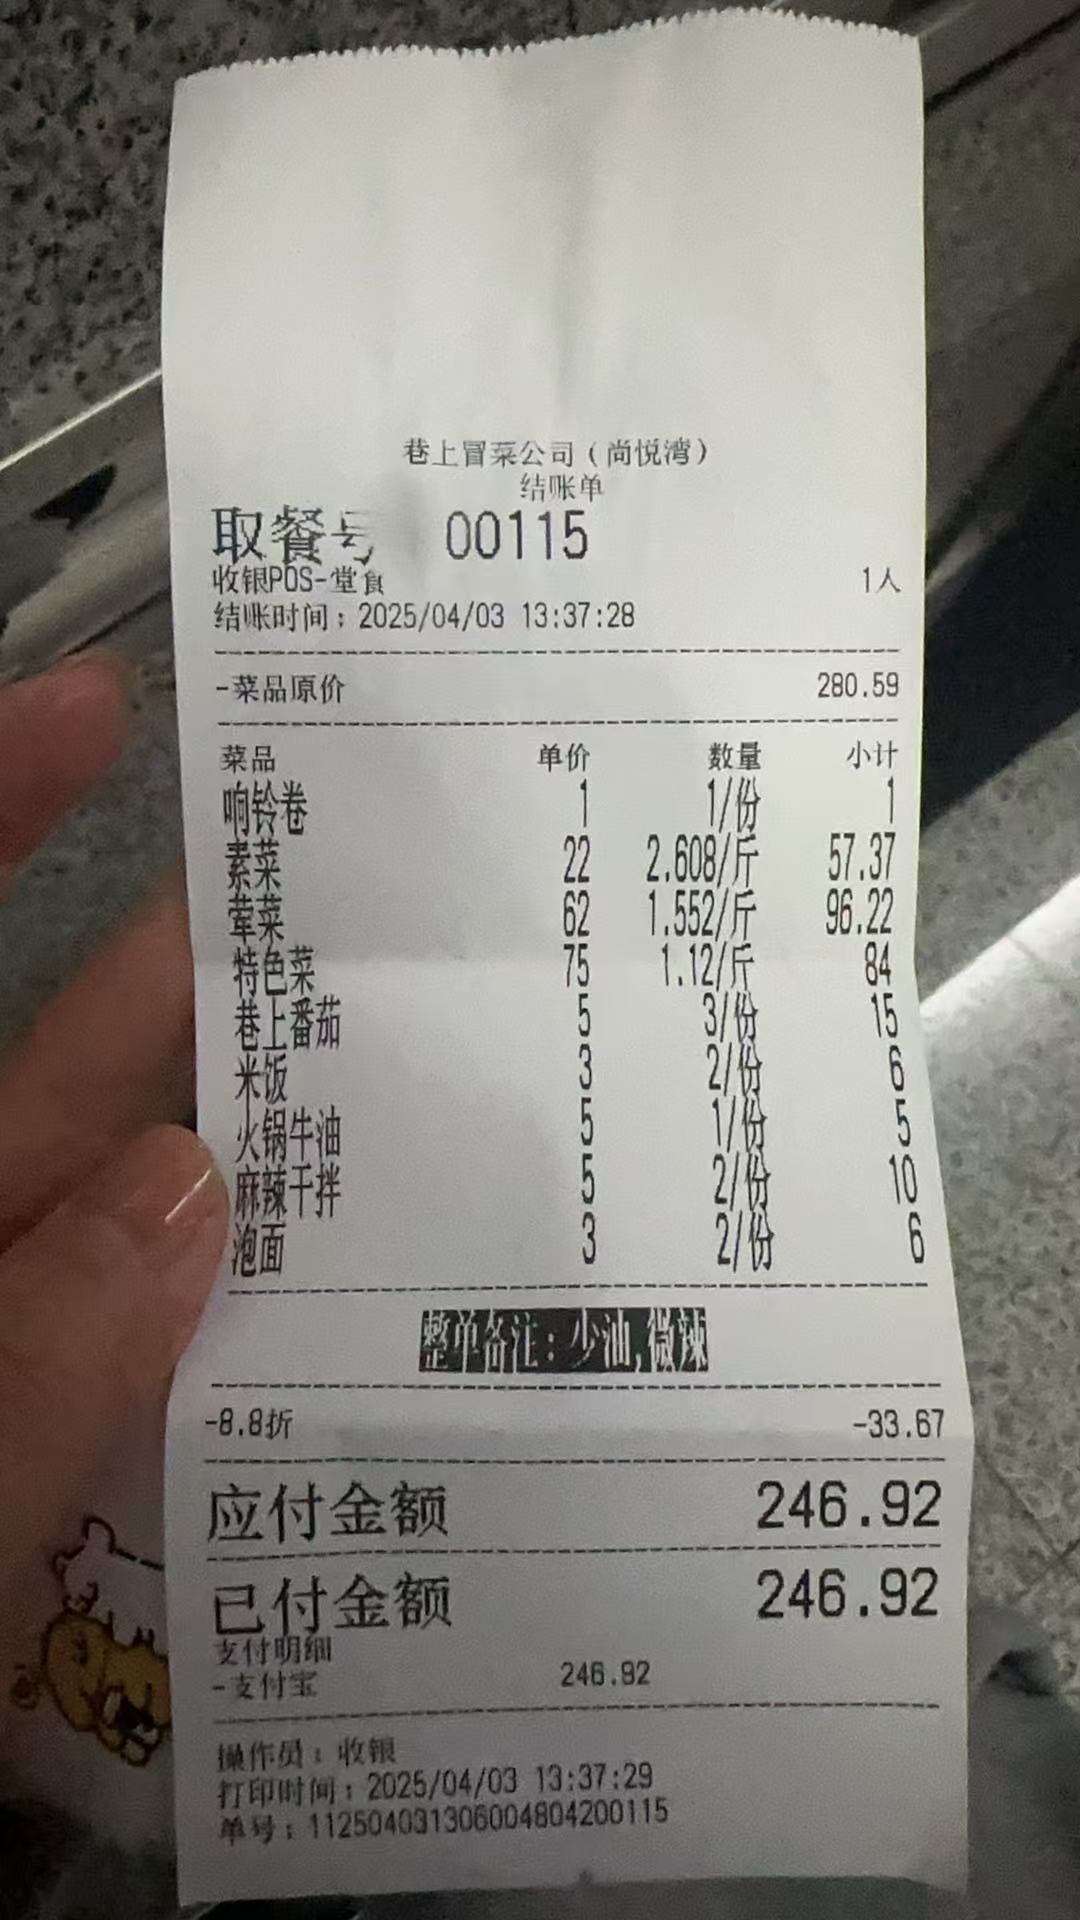 巷上冒菜公司（尚悦湾）
结账单
取餐号 00115
收银POS-堂食 1人
结账时间：2025/04/03 13:37:28
-菜品原价 280.59
菜品 单价 数量 小计
响铃卷 1 1/份 1
素菜 22 2.608/斤 57.37
荤菜 62 1.552/斤 96.22
特色菜 75 1.12/斤 84
巷上番茄 5 3/份 15
米饭 3 2/份 6
火锅牛油 5 1/份 5
麻辣干拌 5 2/份 10
泡面 3 2/份 6
整单备注：少油,微辣
-8.8折 -33.67
应付金额 246.92
已付金额 246.92
支付明细
-支付宝 246.92
操作员：收银
打印时间：2025/04/03 13:37:29
单号：112504031306004804200115